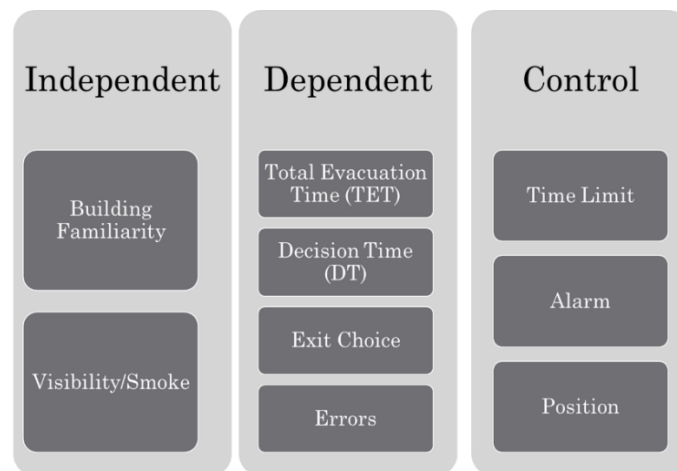 Independent
Building
Familiarity
Visibility/Smoke
Dependent
Total Evacuation
Time (TET)
Decision Time
(DT)
Exit Choice
Errors
Control
Time Limit
Alarm
Position